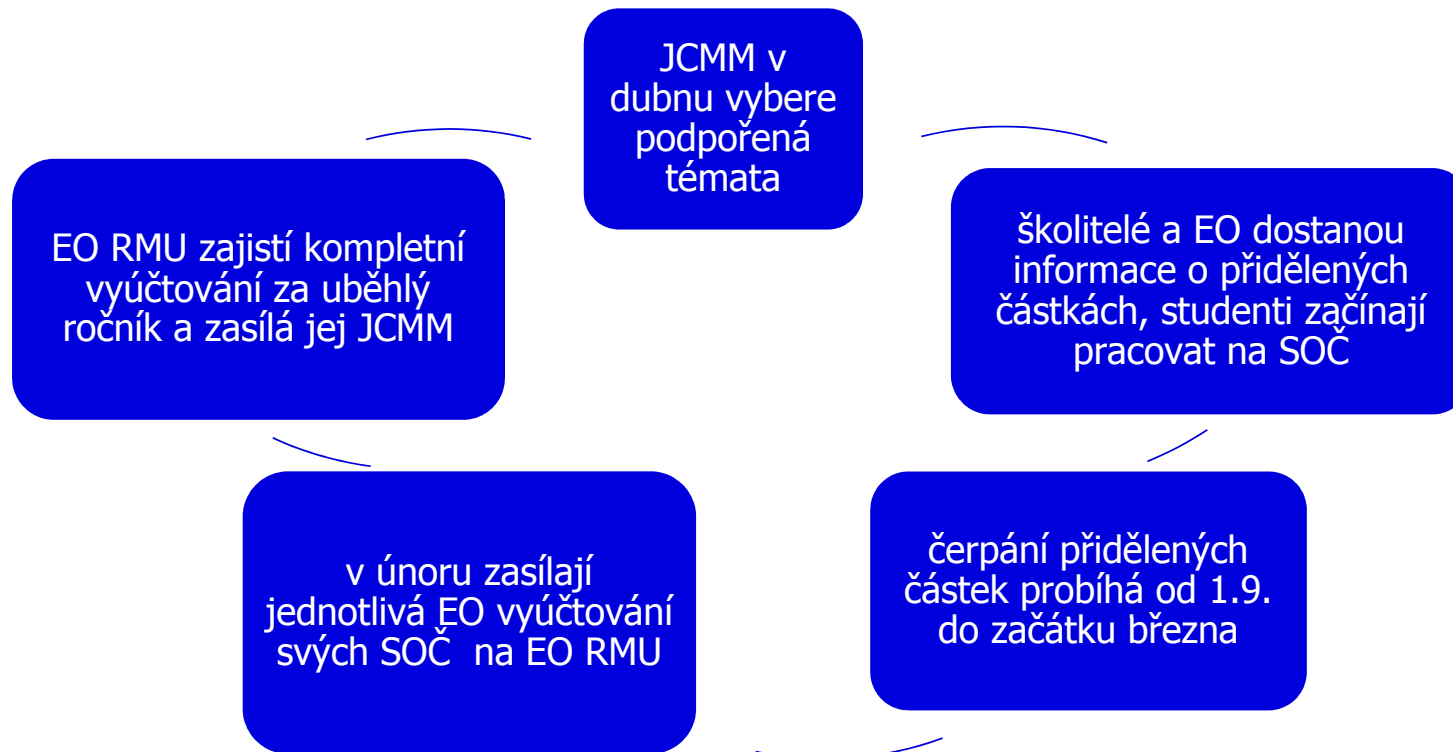 JCMM v
dubnu vybere
podpořená
témata
školitelé a EO dostanou
informace o přidělených
částkách, studenti začínají
pracovat na SOČ
čerpání přidělených
částek probíhá od 1.9.
do začátku března
v únoru zasílají
jednotlivá EO vyúčtování
svých SOČ  na EO RMU
EO RMU zajistí kompletní
vyúčtování za uběhlý
ročník a zasílá jej JCMM